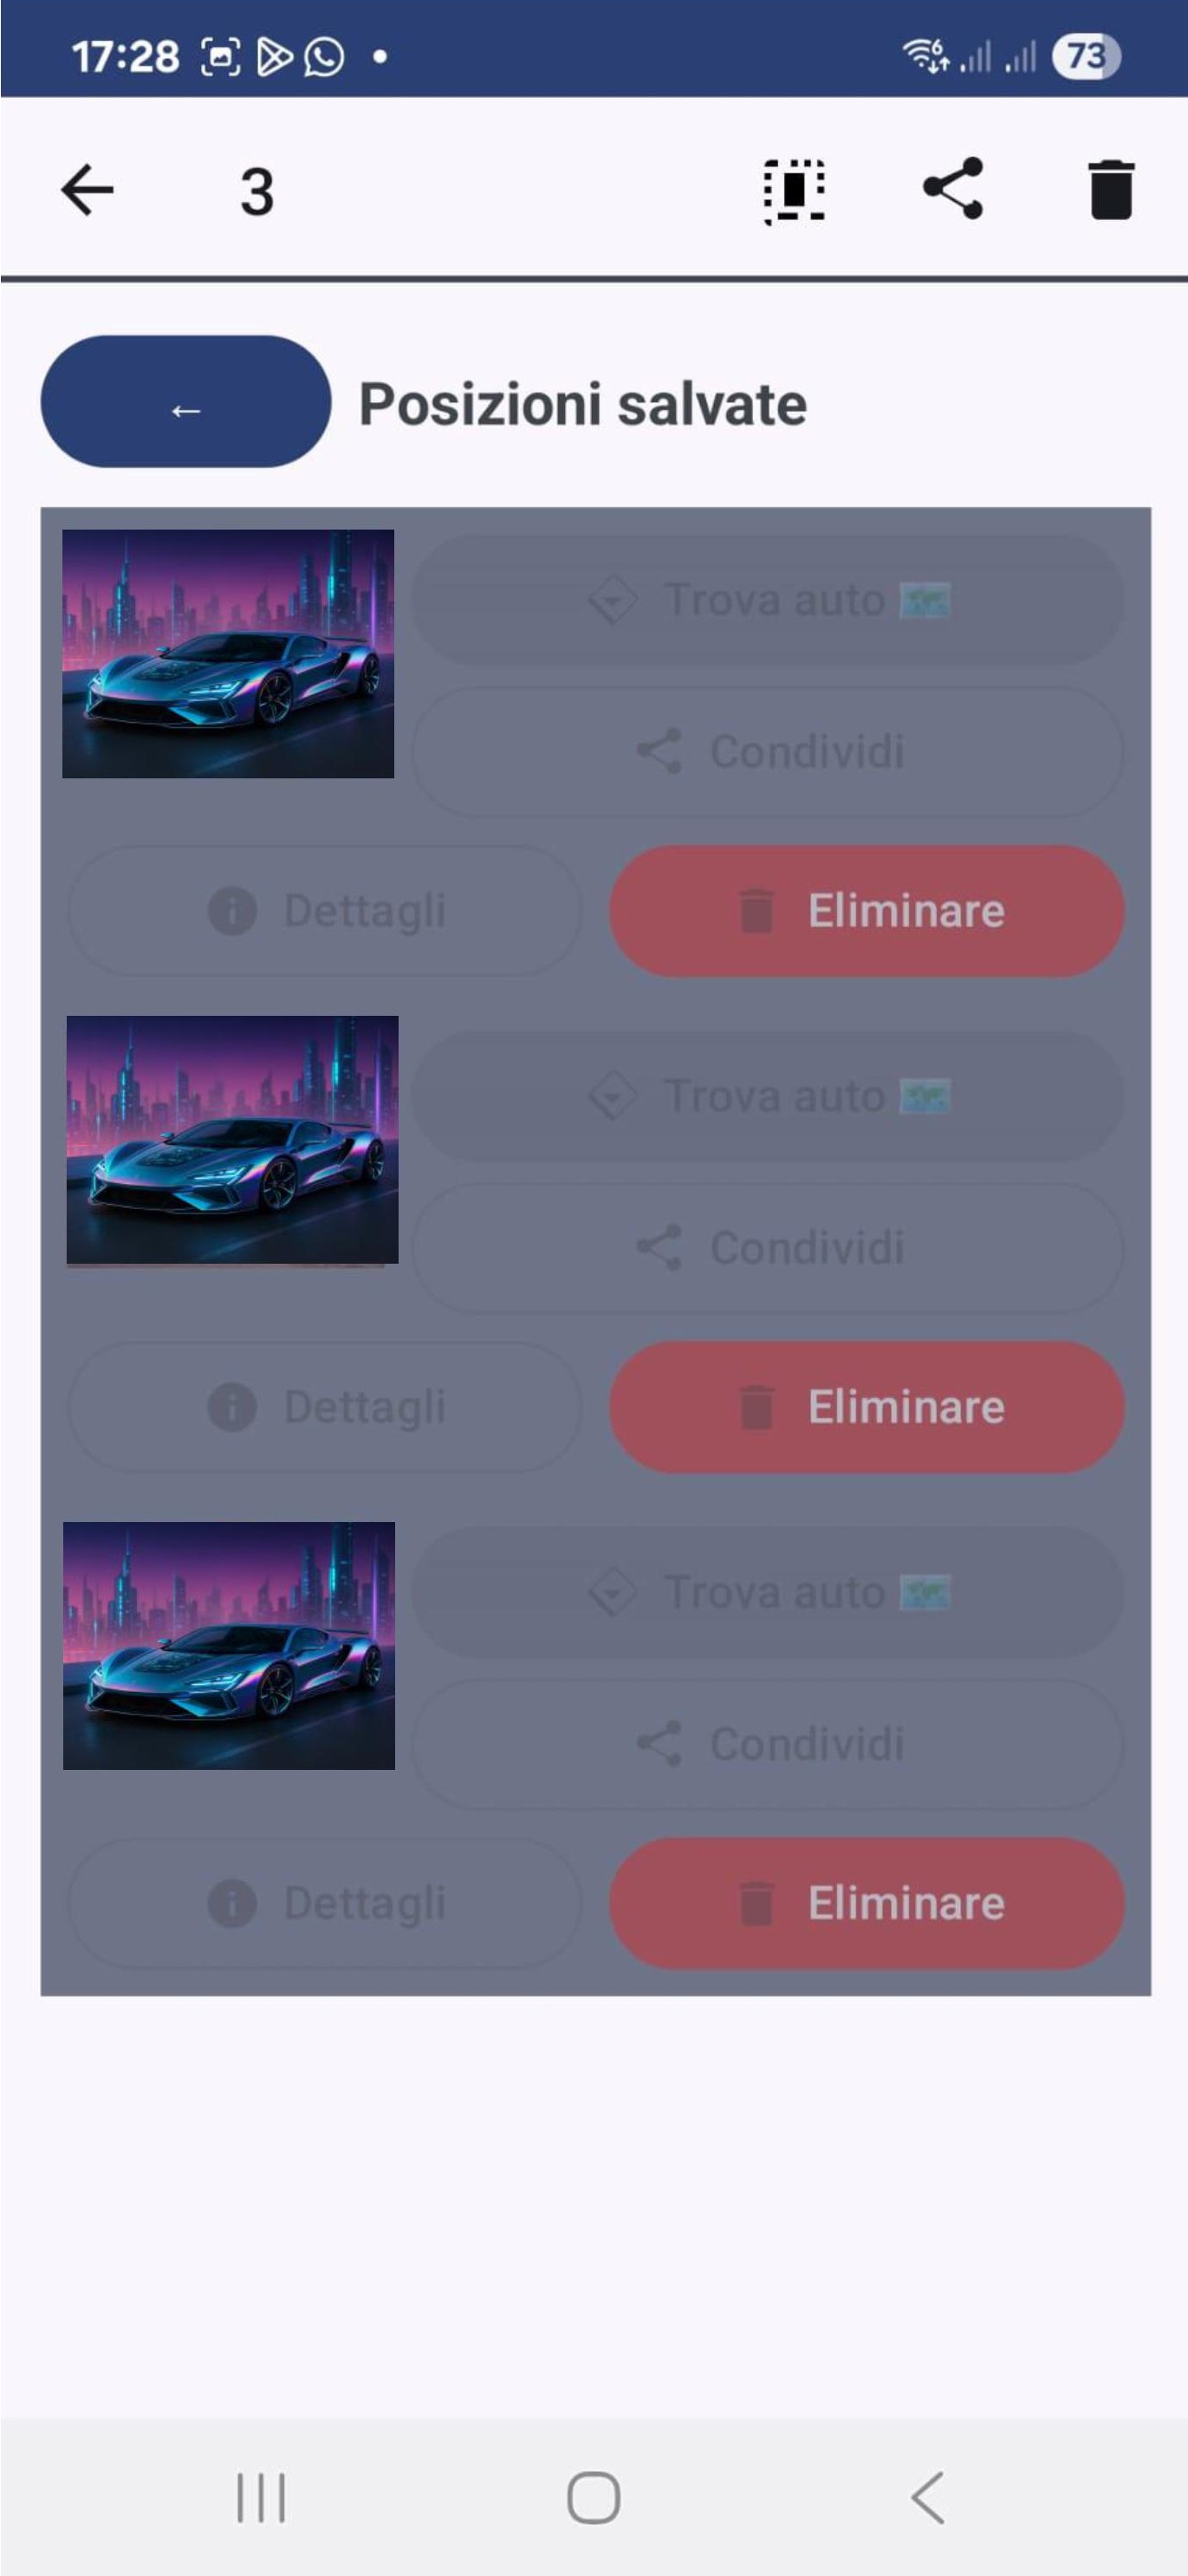 17:28
73
3
← Posizioni salvate
Trova auto
Condividi
Dettagli
Eliminare
Trova auto
Condividi
Dettagli
Eliminare
Trova auto
Condividi
Dettagli
Eliminare